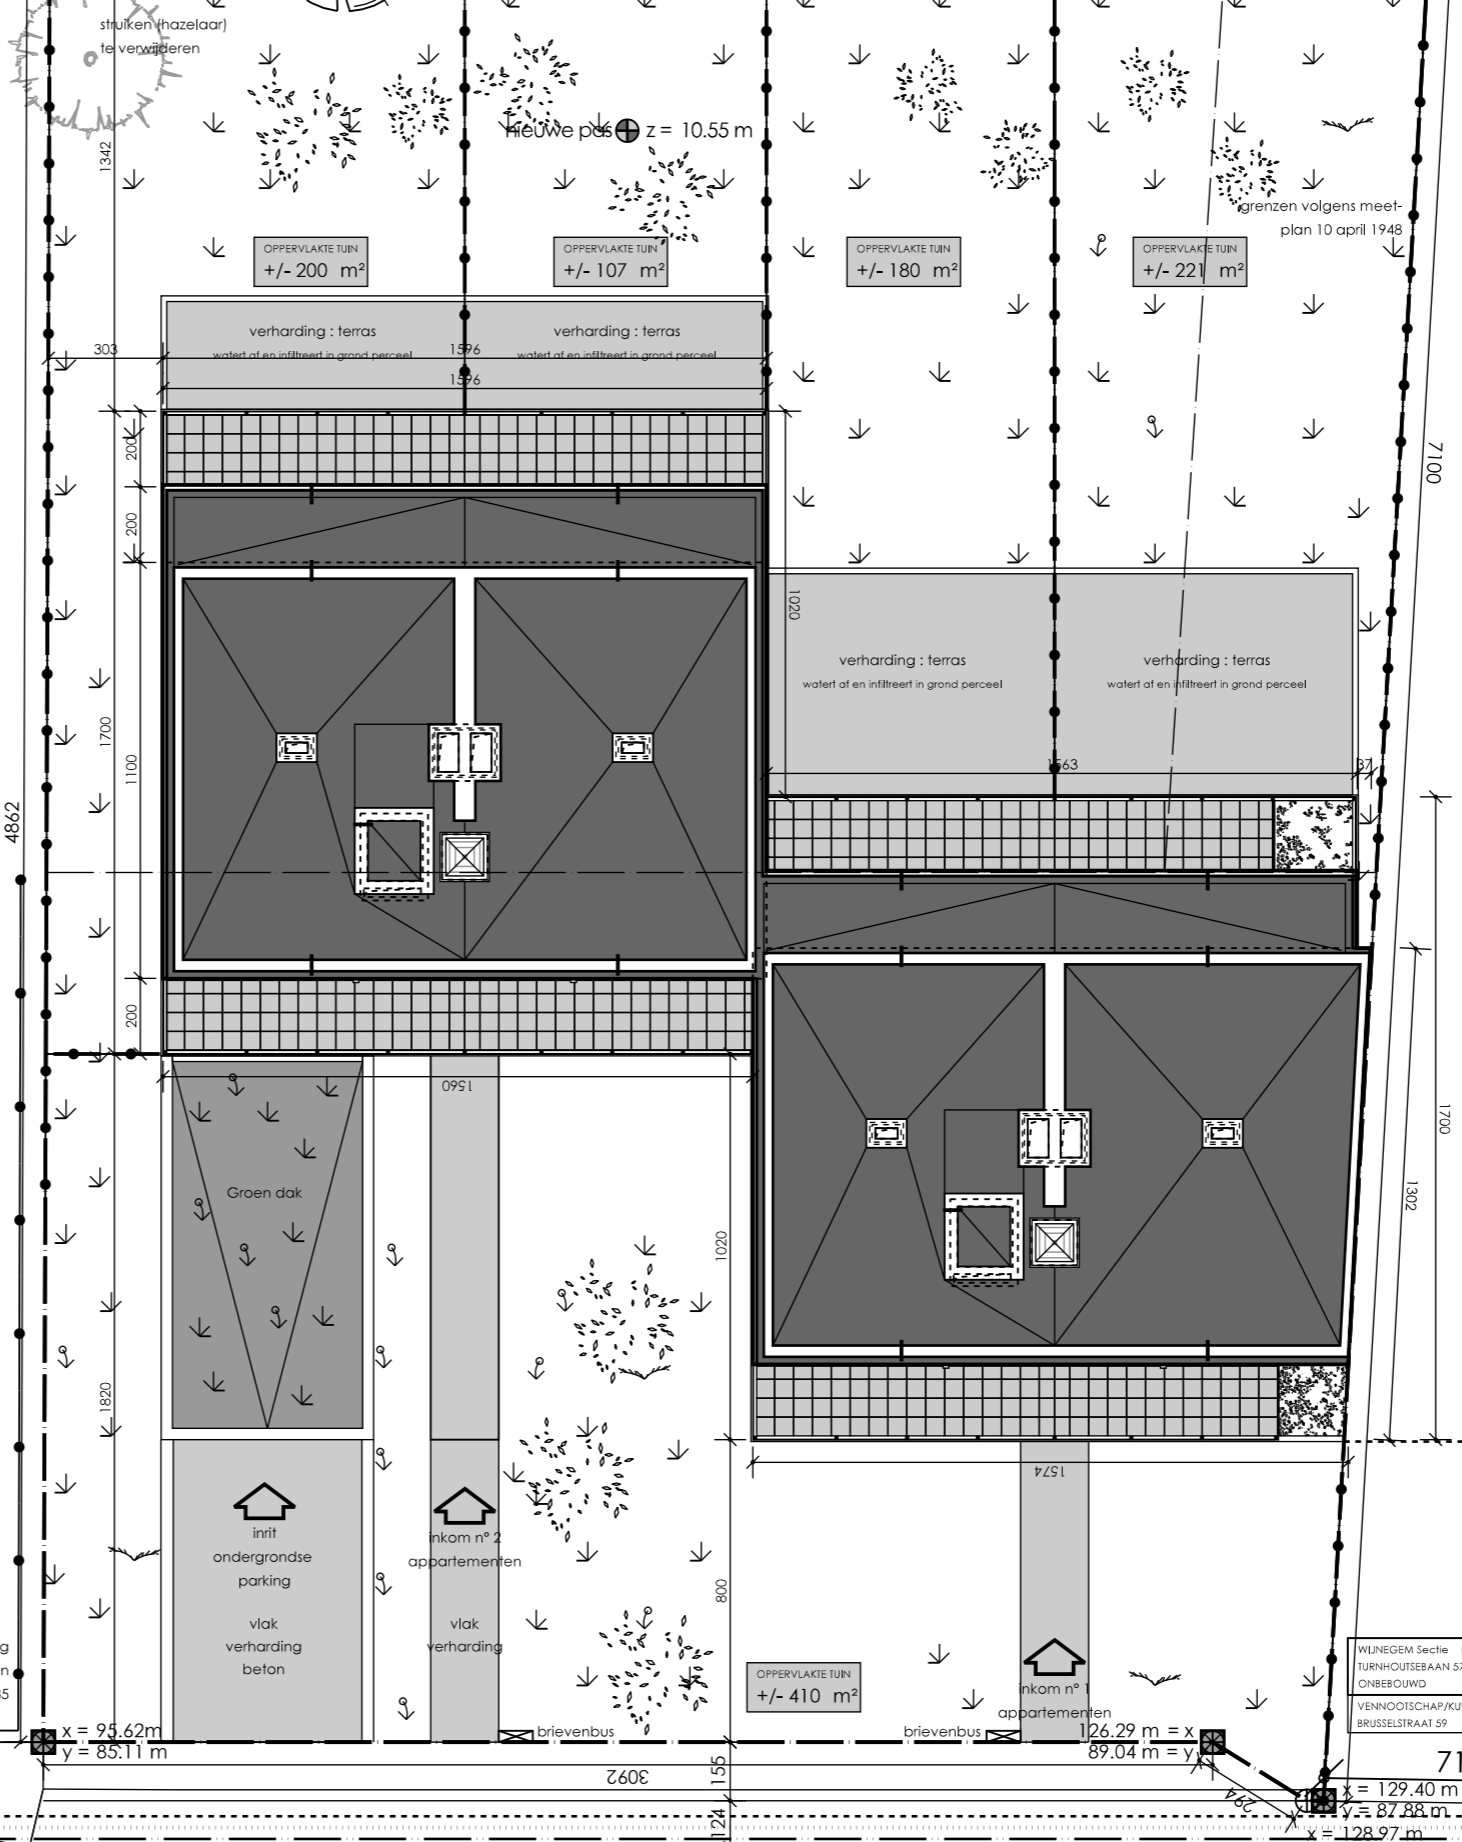 struiken (hazelaar)
te verwijderen
1342
nieuwe pas z = 10.55 m
grenzen volgens meet-
plan 10 april 1948
OPPERVLAKTE TUIN
+/- 200 m²
OPPERVLAKTE TUIN
+/- 107 m²
OPPERVLAKTE TUIN
+/- 180 m²
OPPERVLAKTE TUIN
+/- 221 m²
verharding : terras
watert af en infiltreert in grond perceel
verharding : terras
watert af en infiltreert in grond perceel
303
1596
1596
200
7100
200
1020
verharding : terras
watert af en infiltreert in grond perceel
verharding : terras
watert af en infiltreert in grond perceel
1700
1100
1563
37
4862
200
1560
1700
Groen dak
1302
1020
1820
1574
inrit
ondergrondse
parking
vlak
verharding
beton
inkom n° 2
appartementen
vlak
verharding
800
OPPERVLAKTE TUIN
+/- 410 m²
inkom n° 1
appartementen
WIJNEGEM Sectie
TURNHOUTSEBAAN 57
ONBEBOUWD
VENNOOTSCHAP/KU
BRUSSELSTRAAT 59
x = 95.62m
y = 85.11 m
brievenbus
brievenbus
126.29 m = x
89.04 m = y
3092
155
294
71
x = 129.40 m
y = 87.88 m
124
x = 128.97 m